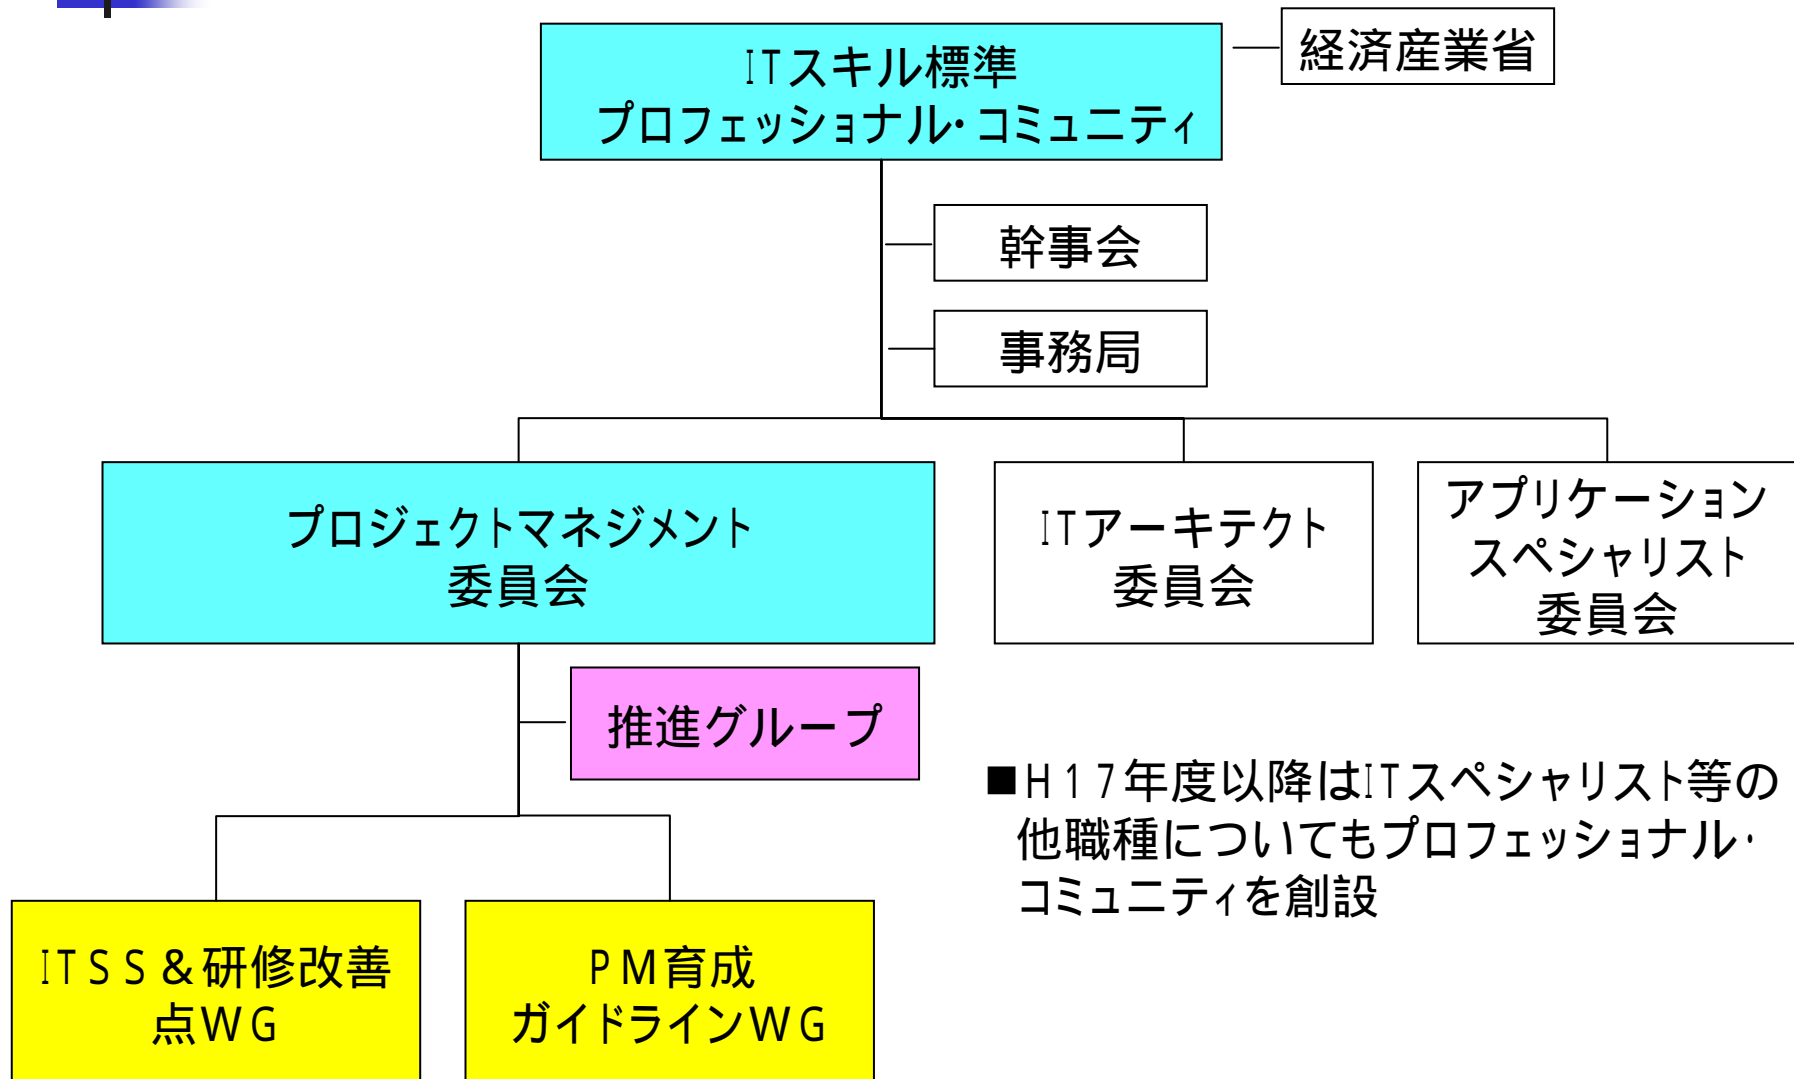 ITスキル標準
プロフェッショナル・コミュニティ
経済産業省
幹事会
事務局
プロジェクトマネジメント
委員会
ITアーキテクト
委員会
アプリケーション
スペシャリスト
委員会
推進グループ
■H17年度以降はITスペシャリスト等の
他職種についてもプロフェッショナル・
コミュニティを創設
ITSS&研修改善
点WG
PM育成
ガイドラインWG